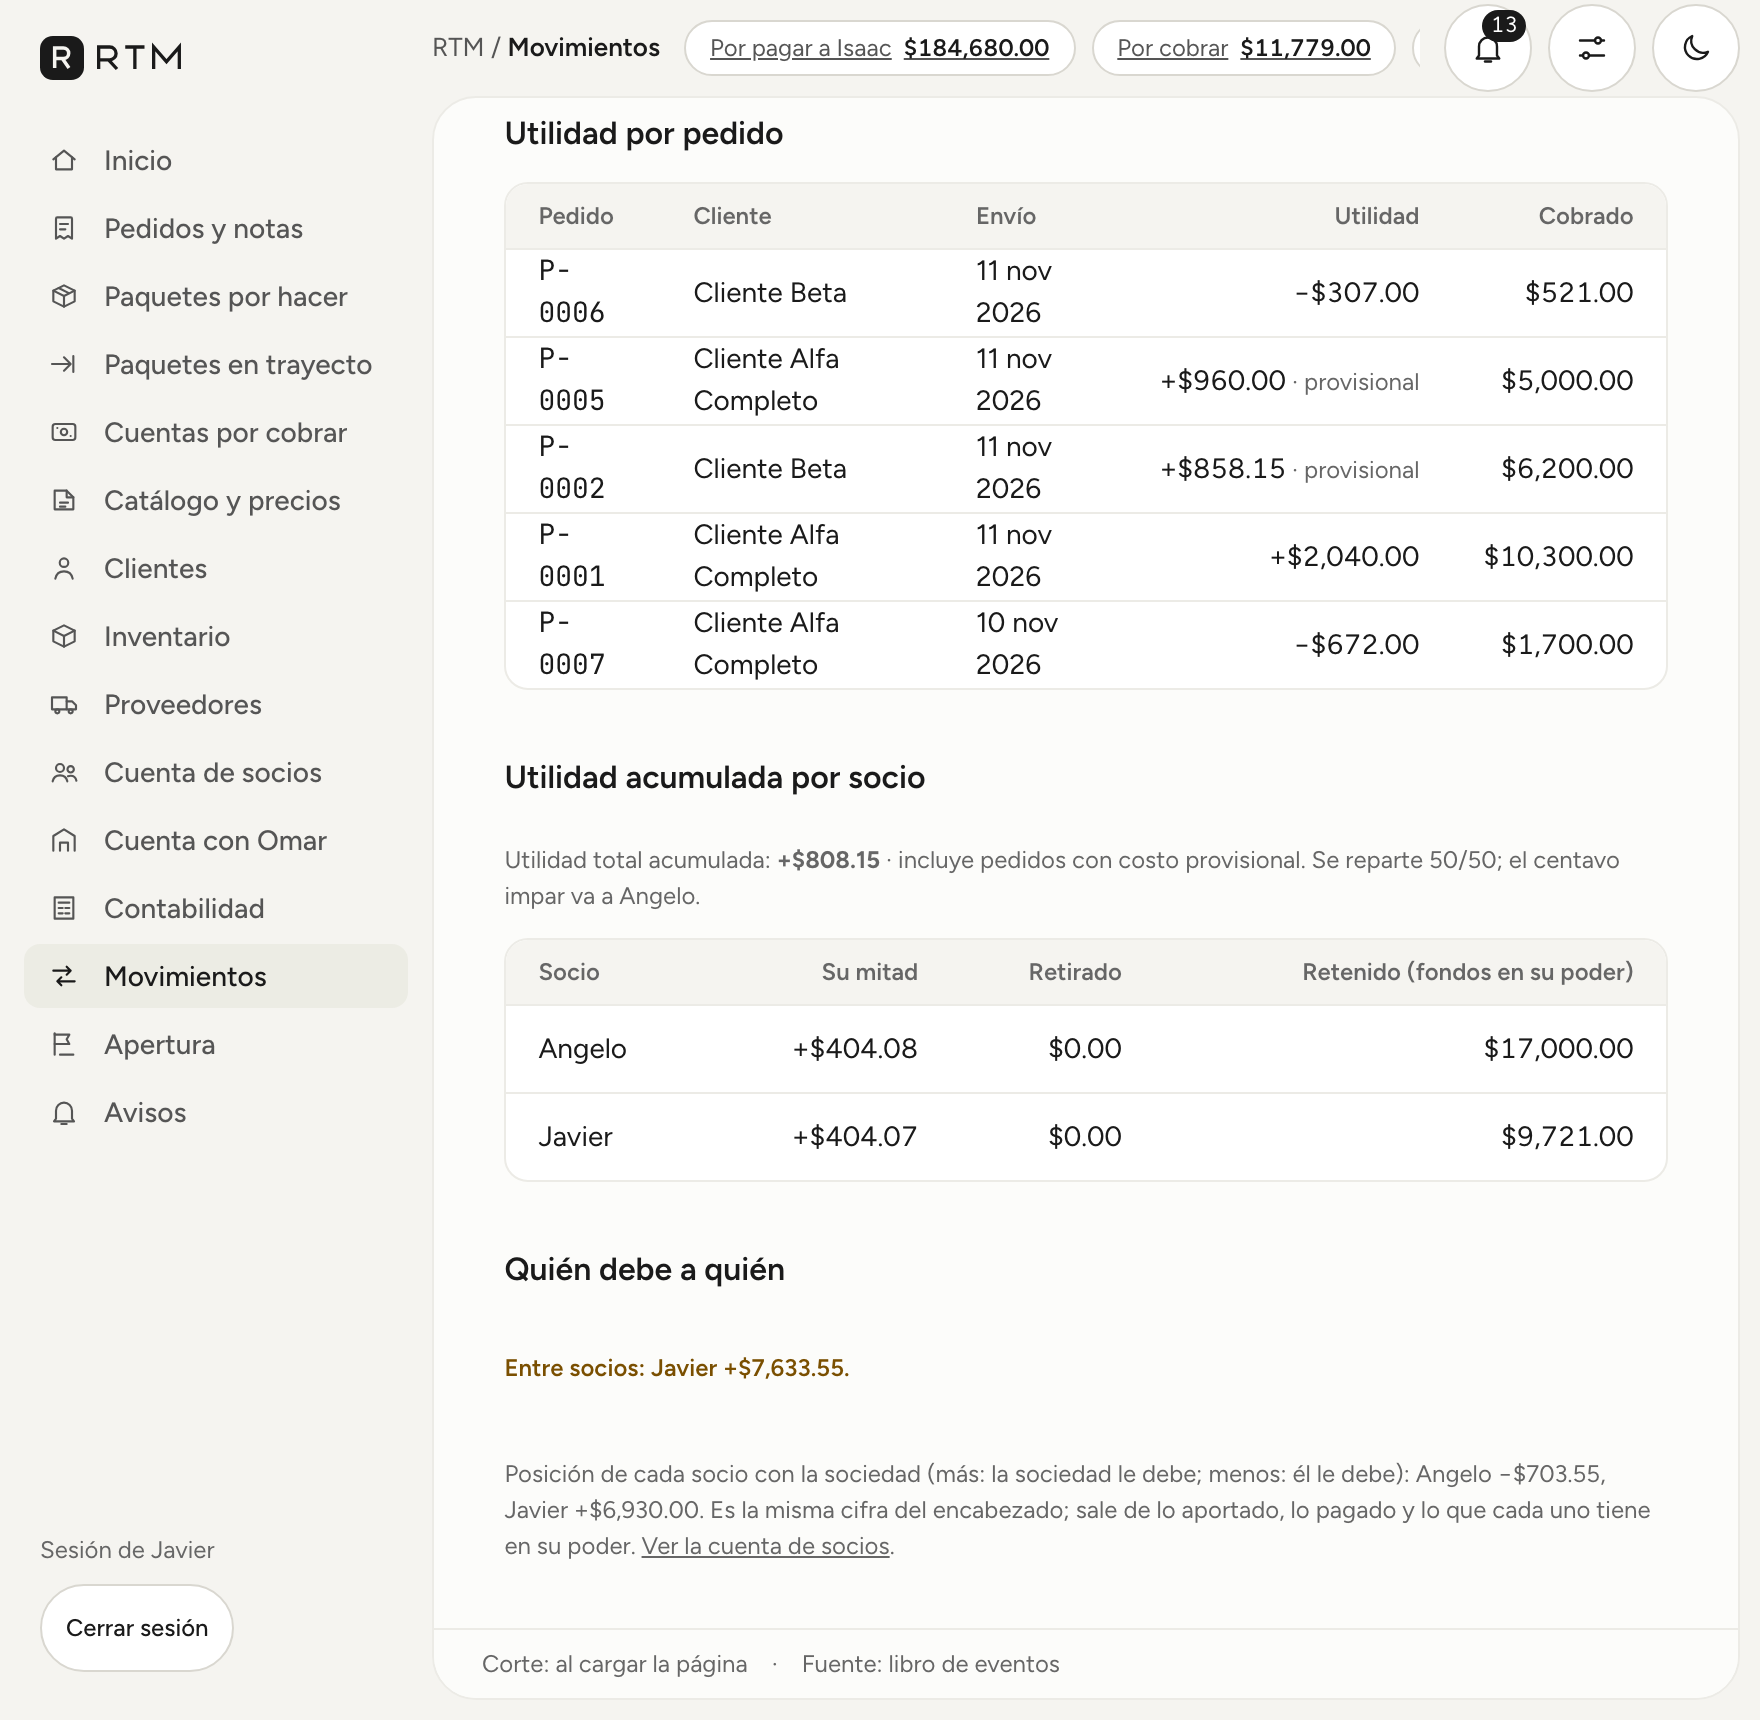 R RTM
RTM / Movimientos
Por pagar a Isaac $184,680.00
Por cobrar $11,779.00
13
Inicio
Pedidos y notas
Paquetes por hacer
Paquetes en trayecto
Cuentas por cobrar
Catálogo y precios
Clientes
Inventario
Proveedores
Cuenta de socios
Cuenta con Omar
Contabilidad
Movimientos
Apertura
Avisos
Sesión de Javier
Cerrar sesión
Utilidad por pedido
Pedido Cliente Envío Utilidad Cobrado
P-
0006
Cliente Beta
11 nov
2026
−$307.00
$521.00
P-
0005
Cliente Alfa
Completo
11 nov
2026
+$960.00 · provisional
$5,000.00
P-
0002
Cliente Beta
11 nov
2026
+$858.15 · provisional
$6,200.00
P-
0001
Cliente Alfa
Completo
11 nov
2026
+$2,040.00
$10,300.00
P-
0007
Cliente Alfa
Completo
10 nov
2026
−$672.00
$1,700.00
Utilidad acumulada por socio
Utilidad total acumulada: +$808.15 · incluye pedidos con costo provisional. Se reparte 50/50; el centavo
impar va a Angelo.
Socio Su mitad Retirado Retenido (fondos en su poder)
Angelo +$404.08 $0.00 $17,000.00
Javier +$404.07 $0.00 $9,721.00
Quién debe a quién
Entre socios: Javier +$7,633.55.
Posición de cada socio con la sociedad (más: la sociedad le debe; menos: él le debe): Angelo −$703.55,
Javier +$6,930.00. Es la misma cifra del encabezado; sale de lo aportado, lo pagado y lo que cada uno tiene
en su poder. Ver la cuenta de socios.
Corte: al cargar la página · Fuente: libro de eventos